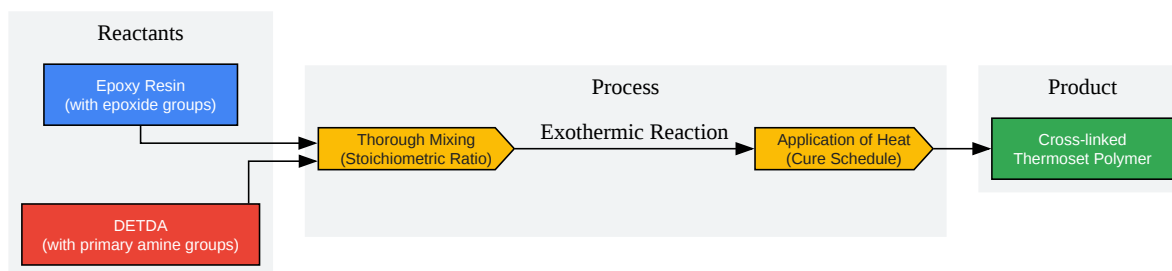 Reactants
Epoxy Resin
(with epoxide groups)
DETDA
(with primary amine groups)
Process
Thorough Mixing
(Stoichiometric Ratio)
Exothermic Reaction
Application of Heat
(Cure Schedule)
Product
Cross-linked
Thermoset Polymer